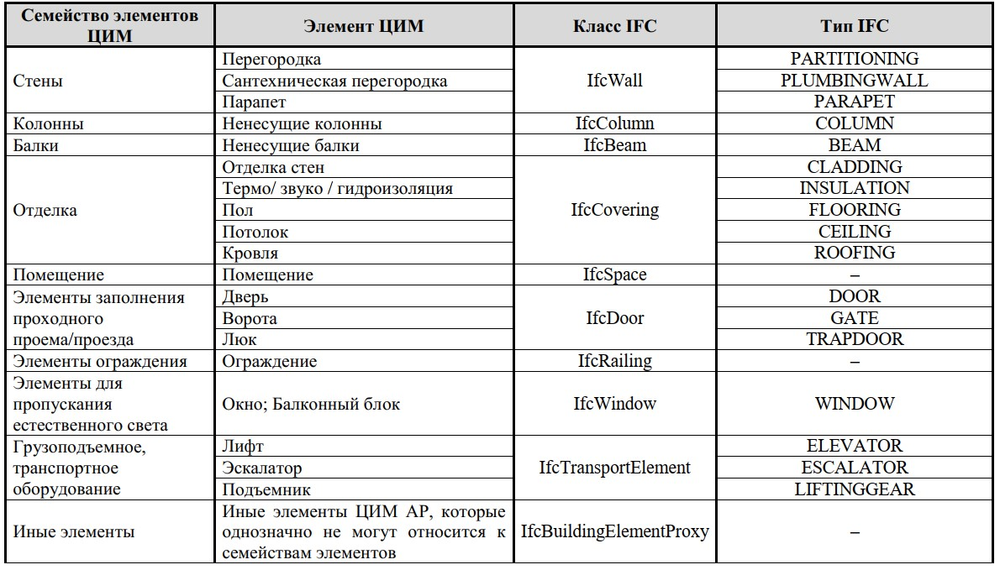 Семейство элементов ЦИМ Элемент ЦИМ Класс IFC Тип IFC
Стены Перегородка IfcWall PARTITIONING
Сантехническая перегородка PLUMBINGWALL
Парапет PARAPET
Колонны Ненесущие колонны IfcColumn COLUMN
Балки Ненесущие балки IfcBeam BEAM
Отделка Отделка стен IfcCovering CLADDING
Термо/ звуко / гидроизоляция INSULATION
Пол FLOORING
Потолок CEILING
Кровля ROOFING
Помещение Помещение IfcSpace –
Элементы заполнения
проходного
проема/проезда
Дверь IfcDoor DOOR
Ворота GATE
Люк TRAPDOOR
Элементы ограждения Ограждение IfcRailing –
Элементы для
пропускания
естественного света
Окно; Балконный блок IfcWindow WINDOW
Грузоподъемное,
транспортное
оборудование
Лифт IfcTransportElement ELEVATOR
Эскалатор ESCALATOR
Подъемник LIFTINGGEAR
Иные элементы
Иные элементы ЦИМ АР, которые
однозначно не могут относится к
семействам элементов
IfcBuildingElementProxy –